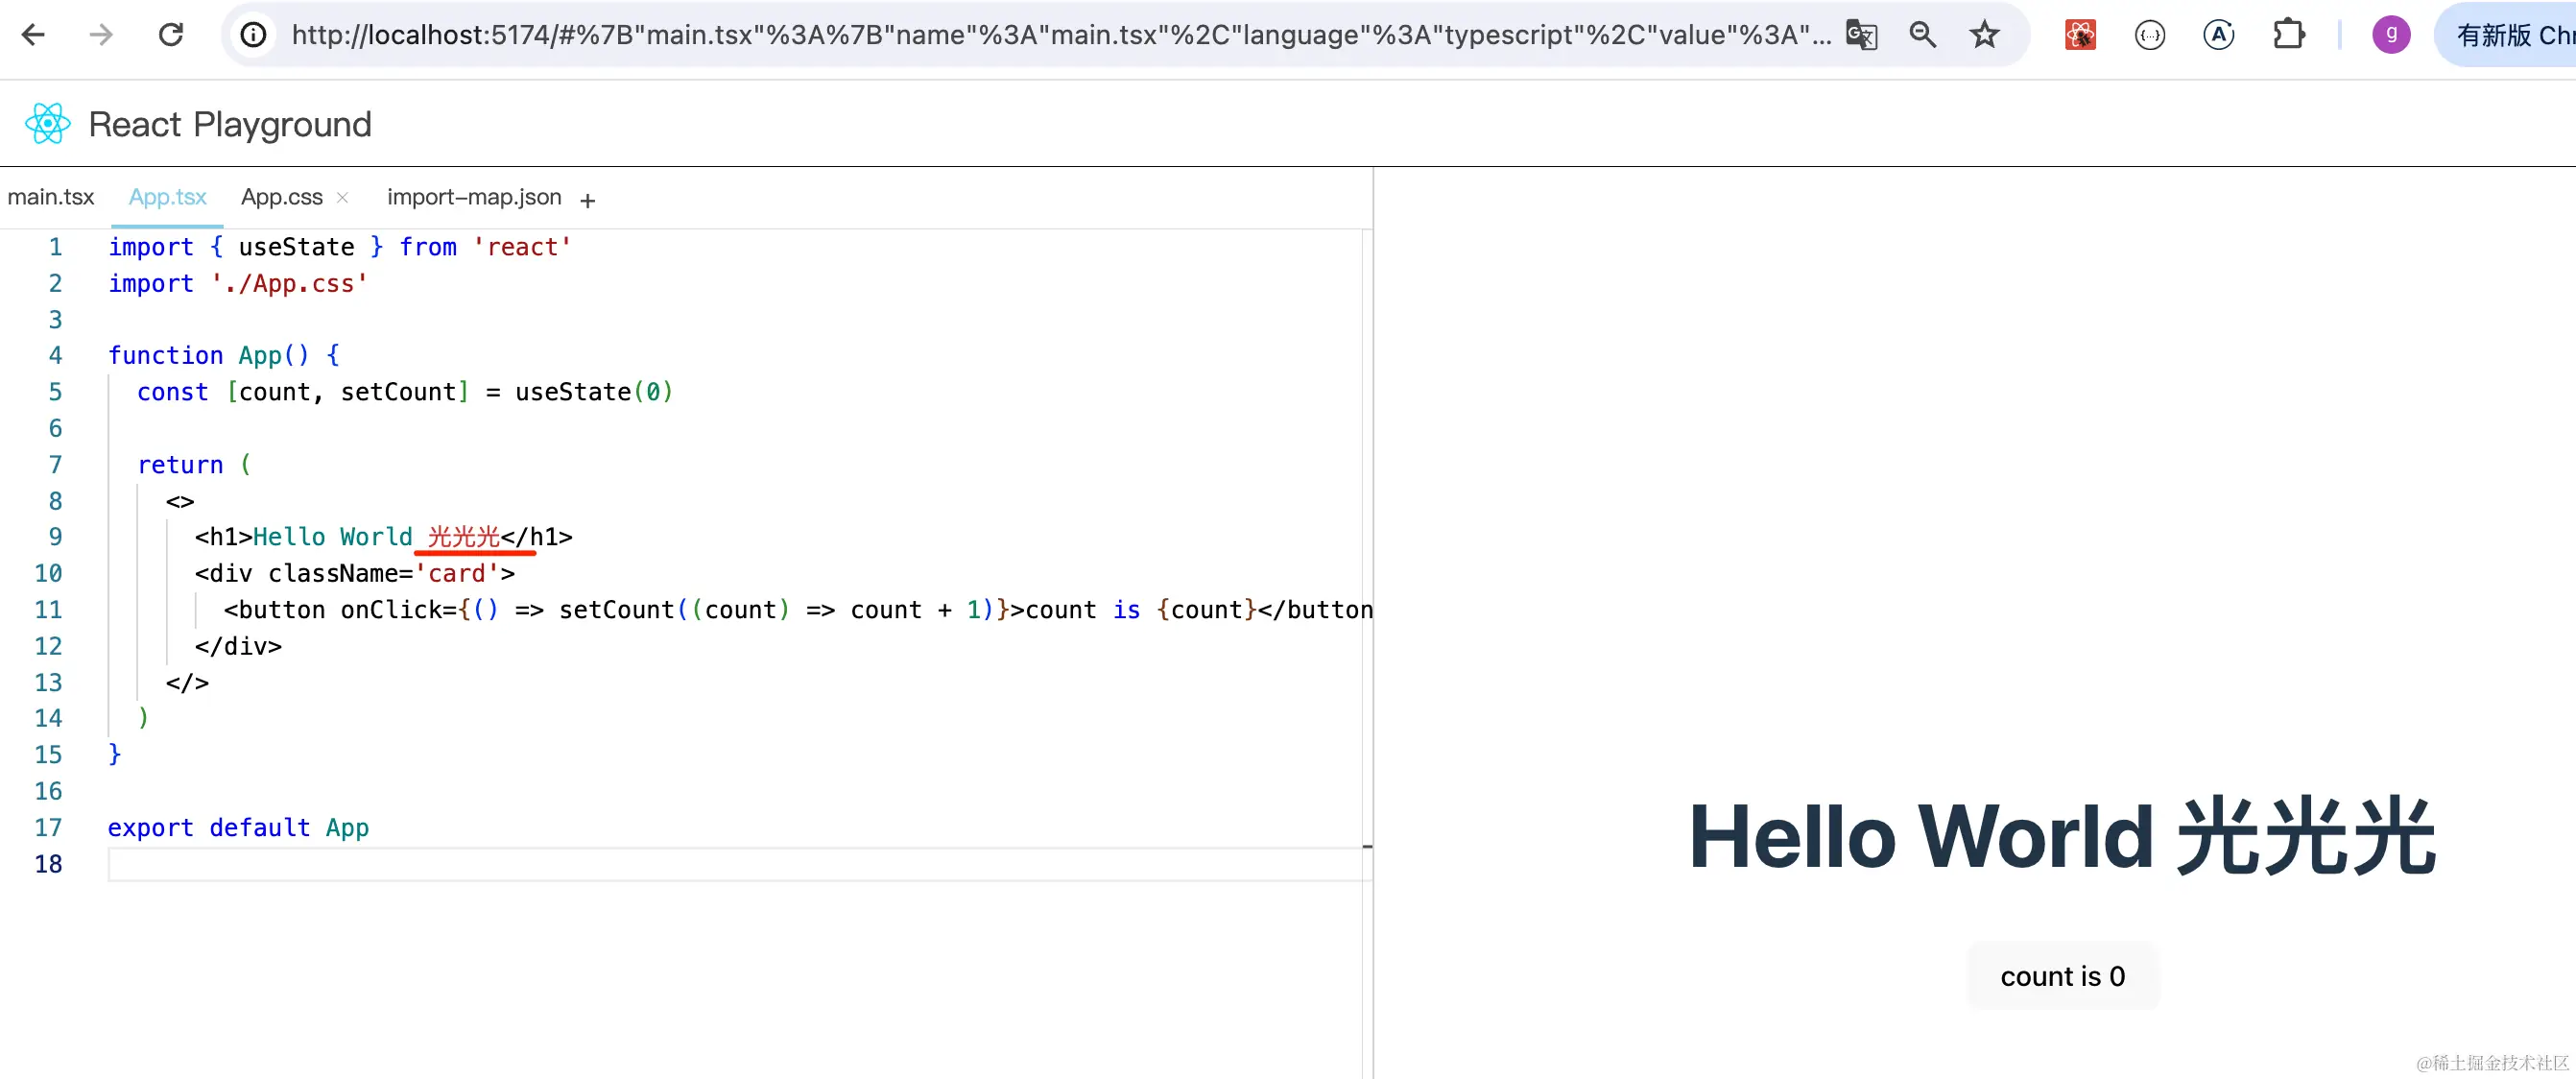 http://localhost:5174/#%7B"main.tsx"%3A%7B"name"%3A"main.tsx"%2C"language"%3A"typescript"%2C"value"%3A"...
g
有新版 Chr
React Playground
main.tsx App.tsx App.css × import-map.json +
1 import { useState } from 'react'
2 import './App.css'
3
4 function App() {
5 const [count, setCount] = useState(0)
6
7 return (
8 <>
9 <h1>Hello World 光光光</h1>
10 <div className='card'>
11 <button onClick={() => setCount((count) => count + 1)}>count is {count}</button
12 </div>
13 </>
14 )
15 }
16
17 export default App
18
Hello World 光光光
count is 0
@稀土掘金技术社区